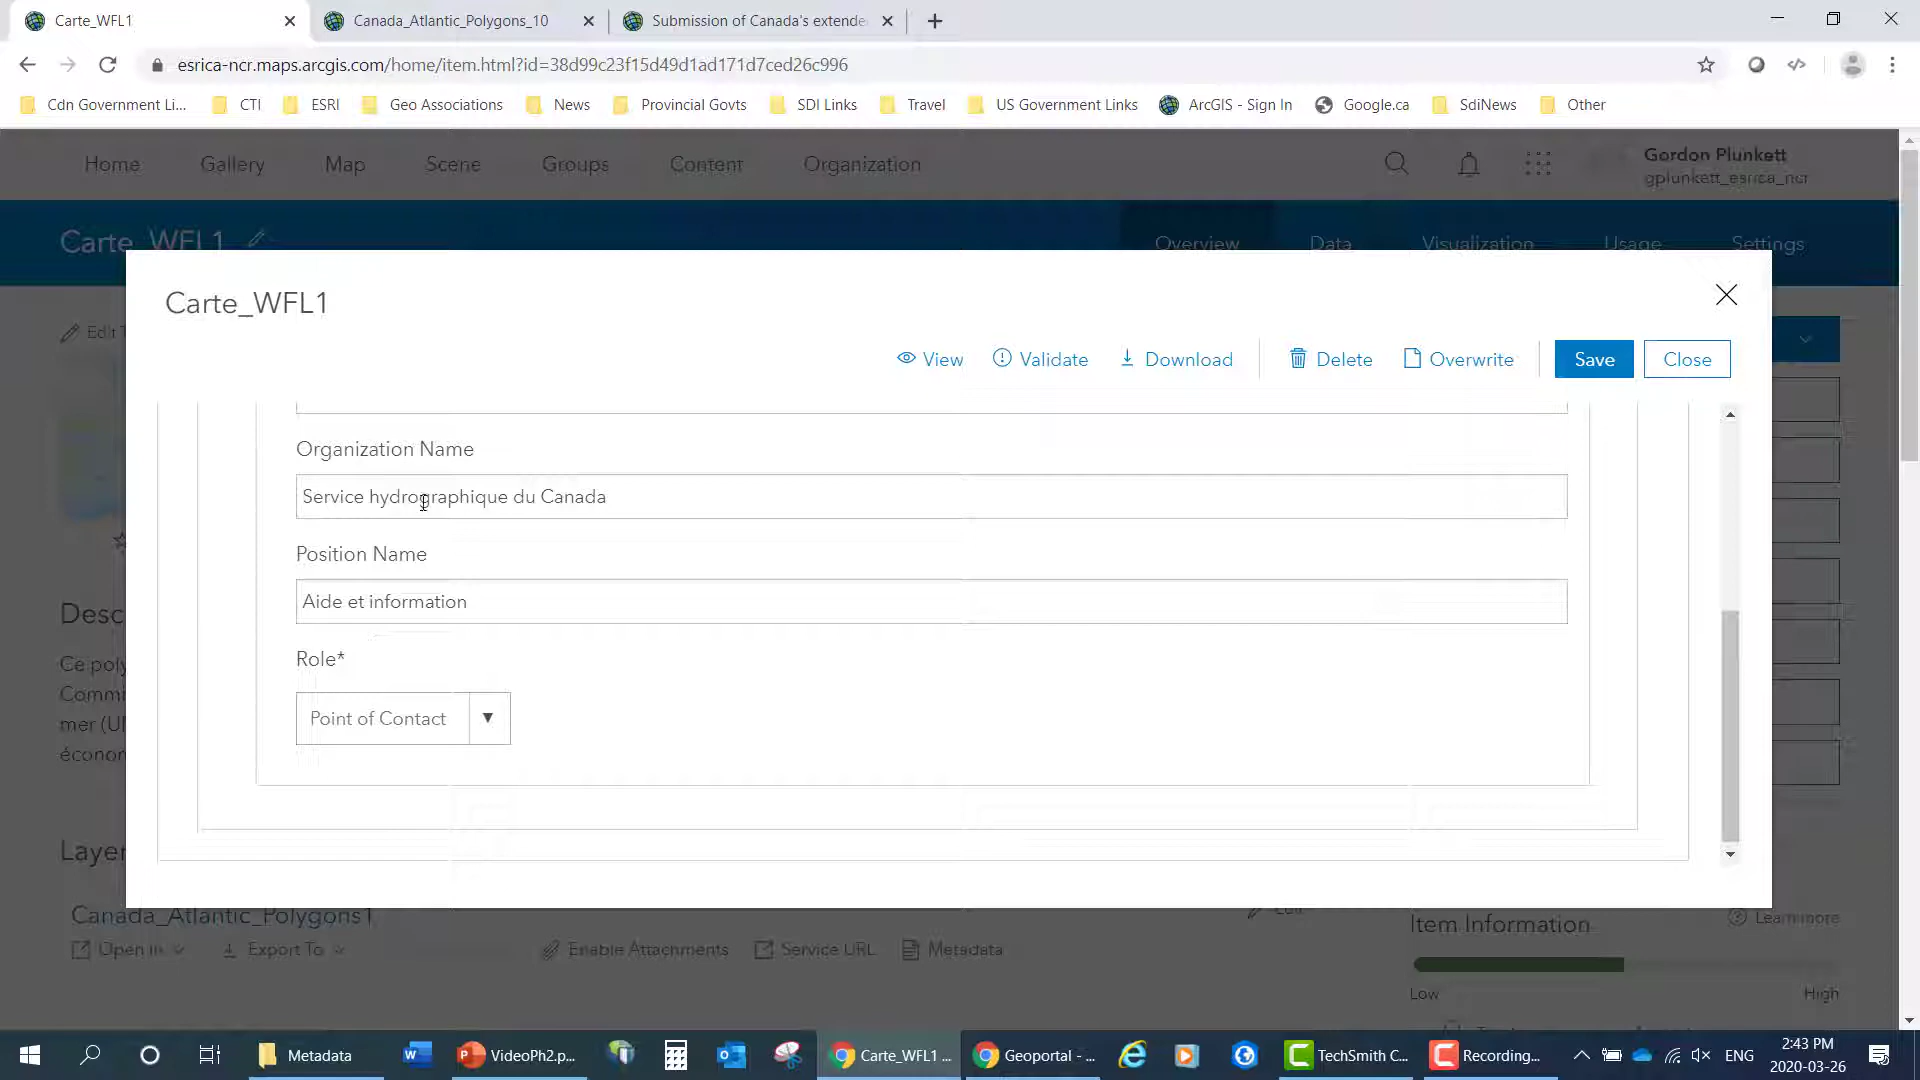 Carte_WFL1
Canada_Atlantic_Polygons_10
Submission of Canada's extende
esrica-ncr.maps.arcgis.com/home/item.html?id=38d99c23f15d49d1ad171d7ced26c996
Cdn Government Li... CTI ESRI Geo Associations News Provincial Govts SDI Links Travel US Government Links ArcGIS - Sign In Google.ca SdiNews Other
Home Gallery Map Scene Groups Content Organization
Gordon Plunkett
gplunkett_esrica_ncr
Carte_WFL1
Overview Data Visualization Usage Settings
Carte_WFL1
Edit
View Validate Download Delete Overwrite Save Close
Organization Name
Service hydrographique du Canada
Position Name
Aide et information
Role*
Point of Contact
Desc
Ce poly
Commi
mer (UN
écono
Layer
Canada_Atlantic_Polygons1
Open In Export To Enable Attachments Service URL Metadata
Edit
Item Information
Learn more
Low High
Metadata VideoPh2.p... Carte_WFL1 ... Geoportal - ... TechSmith C... Recording... ENG
2:43 PM
2020-03-26